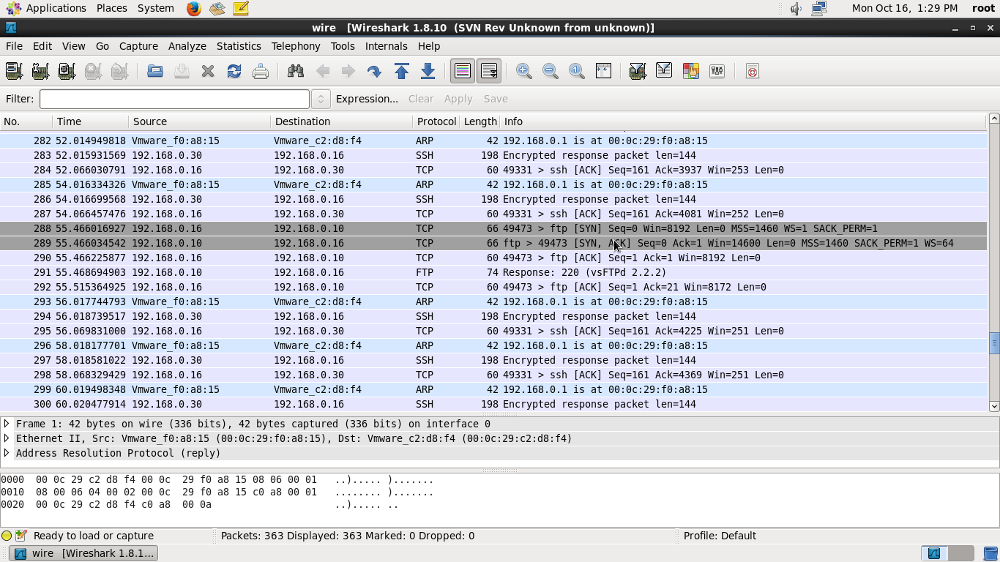 Applications Places System Mon Oct 16, 1:29 PM root
wire [Wireshark 1.8.10 (SVN Rev Unknown from unknown)]
File Edit View Go Capture Analyze Statistics Telephony Tools Internals Help
Filter: Expression... Clear Apply Save
No. Time Source Destination Protocol Length Info
282 52.014949818 Vmware_f0:a8:15 Vmware_c2:d8:f4 ARP 42 192.168.0.1 is at 00:0c:29:f0:a8:15
283 52.015931569 192.168.0.30 192.168.0.16 SSH 198 Encrypted response packet len=144
284 52.066030791 192.168.0.16 192.168.0.30 TCP 60 49331 > ssh [ACK] Seq=161 Ack=3937 Win=253 Len=0
285 54.016334326 Vmware_f0:a8:15 Vmware_c2:d8:f4 ARP 42 192.168.0.1 is at 00:0c:29:f0:a8:15
286 54.016699568 192.168.0.30 192.168.0.16 SSH 198 Encrypted response packet len=144
287 54.066457476 192.168.0.16 192.168.0.30 TCP 60 49331 > ssh [ACK] Seq=161 Ack=4081 Win=252 Len=0
288 55.466016927 192.168.0.16 192.168.0.10 TCP 66 49473 > ftp [SYN] Seq=0 Win=8192 Len=0 MSS=1460 WS=1 SACK_PERM=1
289 55.466034542 192.168.0.10 192.168.0.16 TCP 66 ftp > 49473 [SYN, ACK] Seq=0 Ack=1 Win=14600 Len=0 MSS=1460 SACK_PERM=1 WS=64
290 55.466225877 192.168.0.16 192.168.0.10 TCP 60 49473 > ftp [ACK] Seq=1 Ack=1 Win=8192 Len=0
291 55.468694903 192.168.0.10 192.168.0.16 FTP 74 Response: 220 (vsFTPd 2.2.2)
292 55.515364925 192.168.0.16 192.168.0.10 TCP 60 49473 > ftp [ACK] Seq=1 Ack=21 Win=8172 Len=0
293 56.017744793 Vmware_f0:a8:15 Vmware_c2:d8:f4 ARP 42 192.168.0.1 is at 00:0c:29:f0:a8:15
294 56.018739517 192.168.0.30 192.168.0.16 SSH 198 Encrypted response packet len=144
295 56.069831000 192.168.0.16 192.168.0.30 TCP 60 49331 > ssh [ACK] Seq=161 Ack=4225 Win=251 Len=0
296 58.018177701 Vmware_f0:a8:15 Vmware_c2:d8:f4 ARP 42 192.168.0.1 is at 00:0c:29:f0:a8:15
297 58.018581022 192.168.0.30 192.168.0.16 SSH 198 Encrypted response packet len=144
298 58.068329429 192.168.0.16 192.168.0.30 TCP 60 49331 > ssh [ACK] Seq=161 Ack=4369 Win=251 Len=0
299 60.019498348 Vmware_f0:a8:15 Vmware_c2:d8:f4 ARP 42 192.168.0.1 is at 00:0c:29:f0:a8:15
300 60.020477914 192.168.0.30 192.168.0.16 SSH 198 Encrypted response packet len=144
Frame 1: 42 bytes on wire (336 bits), 42 bytes captured (336 bits) on interface 0
Ethernet II, Src: Vmware_f0:a8:15 (00:0c:29:f0:a8:15), Dst: Vmware_c2:d8:f4 (00:0c:29:c2:d8:f4)
Address Resolution Protocol (reply)
0000 00 0c 29 c2 d8 f4 00 0c 29 f0 a8 15 08 06 00 01 ..)..... ).......
0010 08 00 06 04 00 02 00 0c 29 f0 a8 15 c0 a8 00 01 ........ ).......
0020 00 0c 29 c2 d8 f4 c0 a8 00 0a ..)..... ..
Ready to load or capture Packets: 363 Displayed: 363 Marked: 0 Dropped: 0 Profile: Default
wire [Wireshark 1.8.1...